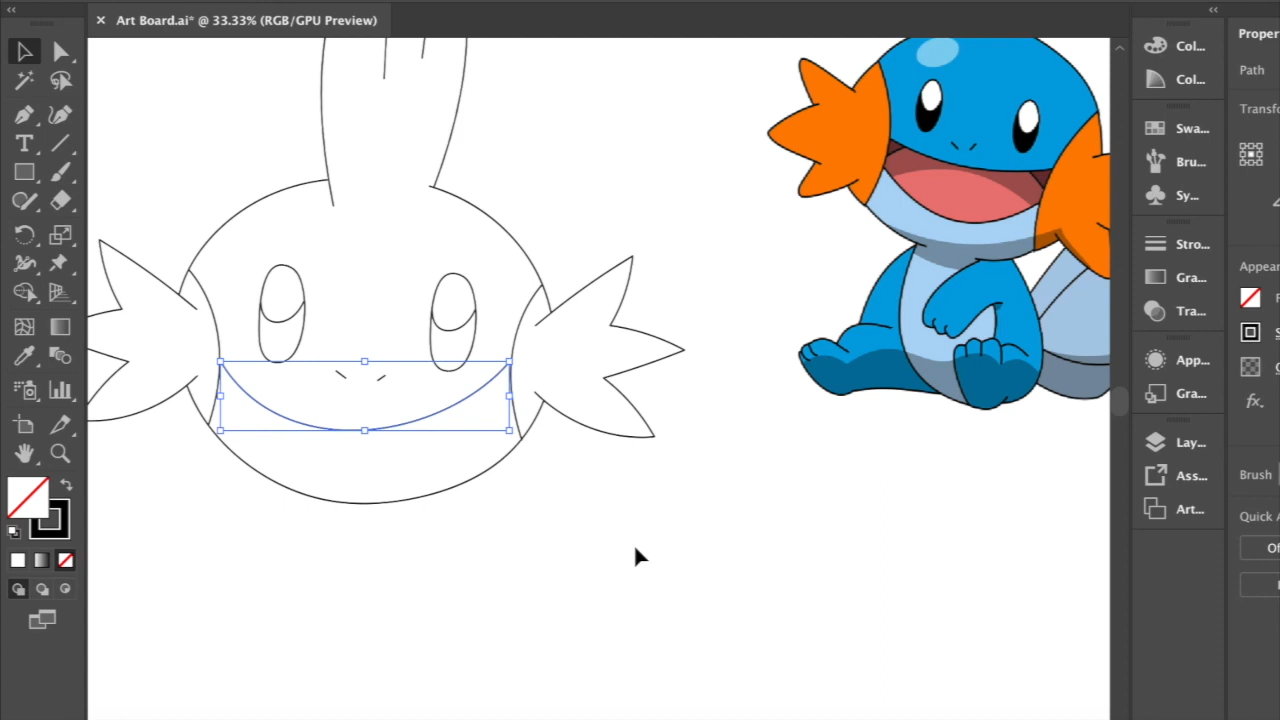 Art Board.ai* @ 33.33% (RGB/GPU Preview)
Col...
Col...
Swa...
Bru...
Sy...
Stro...
Gra...
Tra...
App...
Gra...
Lay...
Ass...
Art...
Proper
Path
Transfo
Appear
Brush
Quick A
Of